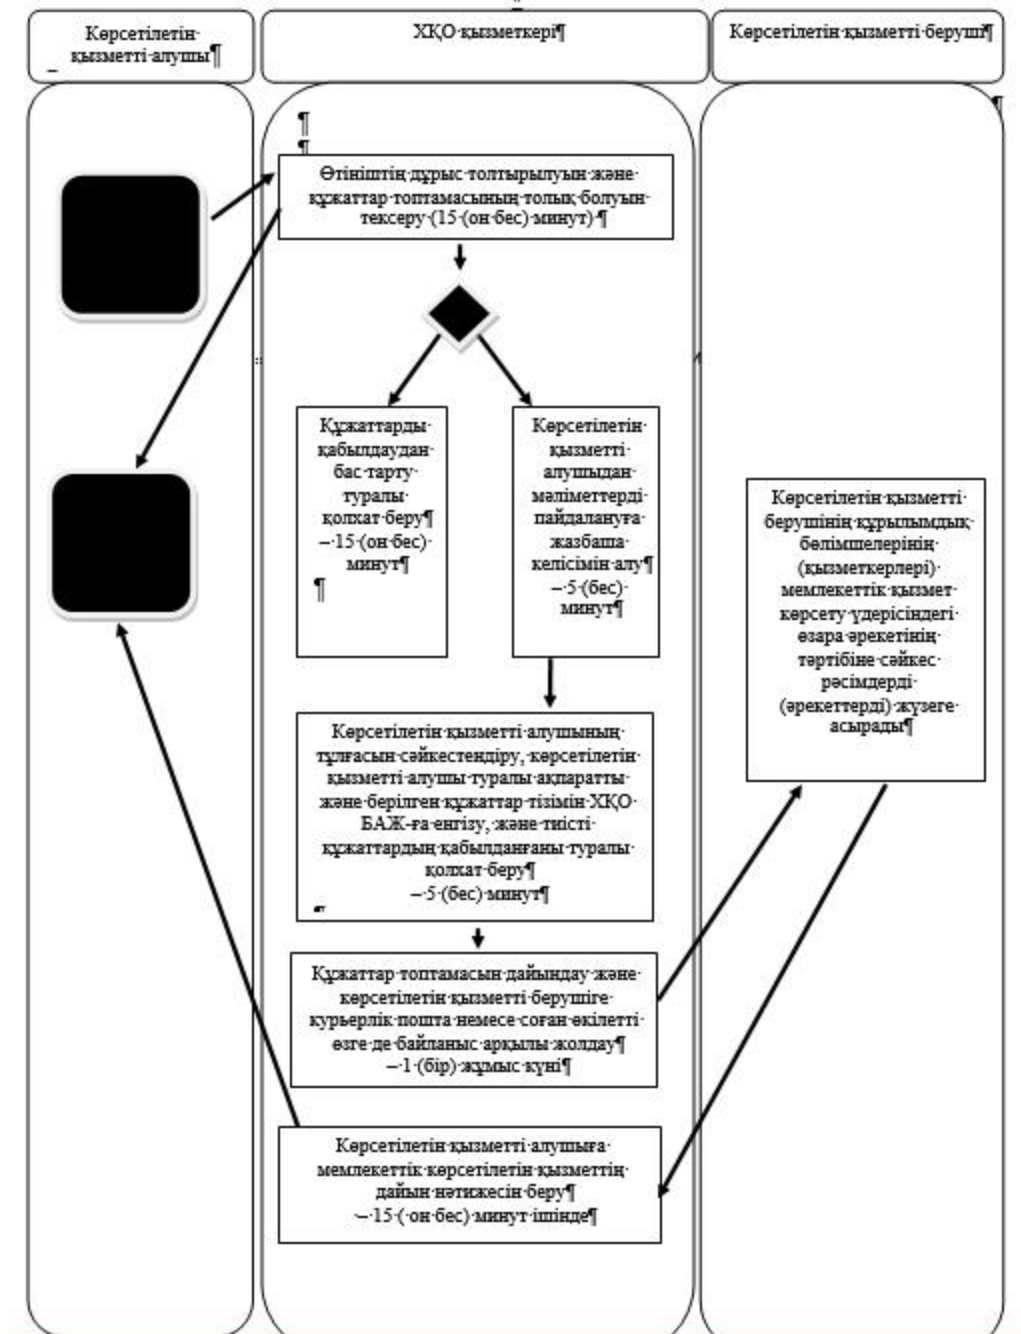 Көрсетілетін
қызметті алушы¶
ХҚО қызметкері¶
Көрсетілетін қызметті беруші¶
¶
¶
¶
Өтініштің дұрыс толтырылуын және
құжаттар топтамасының толық болуын
тексеру (15 (он бес) минут) ¶
Құжаттарды
қабылдаудан
бас тарту
туралы
қолхат беру¶
– 15 (он бес)
минут¶
¶
Көрсетілетін
қызметті
алушыдан
мәліметтерді
пайдалануға
жазбаша
келісімін алу¶
– 5 (бес)
минут¶
Көрсетілетін қызметті
берушінің құрылымдық
бөлімшелерінің
(қызметкерлері)
мемлекеттік қызмет
көрсету үдерісіндегі
өзара әрекетінің
тәртібіне сәйкес
рәсімдерді
(әрекеттерді) жүзеге
асырады¶
Көрсетілетін қызметті алушының
тұлғасын сәйкестендіру, көрсетілетін
қызметті алушы туралы ақпаратты
және берілген құжаттар тізімін ХҚО
БАЖ-ға енгізу, және тиісті
құжаттардың қабылданғаны туралы
қолхат беру¶
– 5 (бес) минут¶
¶
Құжаттар топтамасын дайындау және
көрсетілетін қызметті берушіге
курьерлік пошта немесе соған өкілетті
өзге де байланыс арқылы жолдау¶
– 1 (бір) жұмыс күні¶
Көрсетілетін қызметті алушыға
мемлекеттік көрсетілетін қызметтің
дайын нәтижесін беру¶
– 15 ( он бес) минут ішінде¶